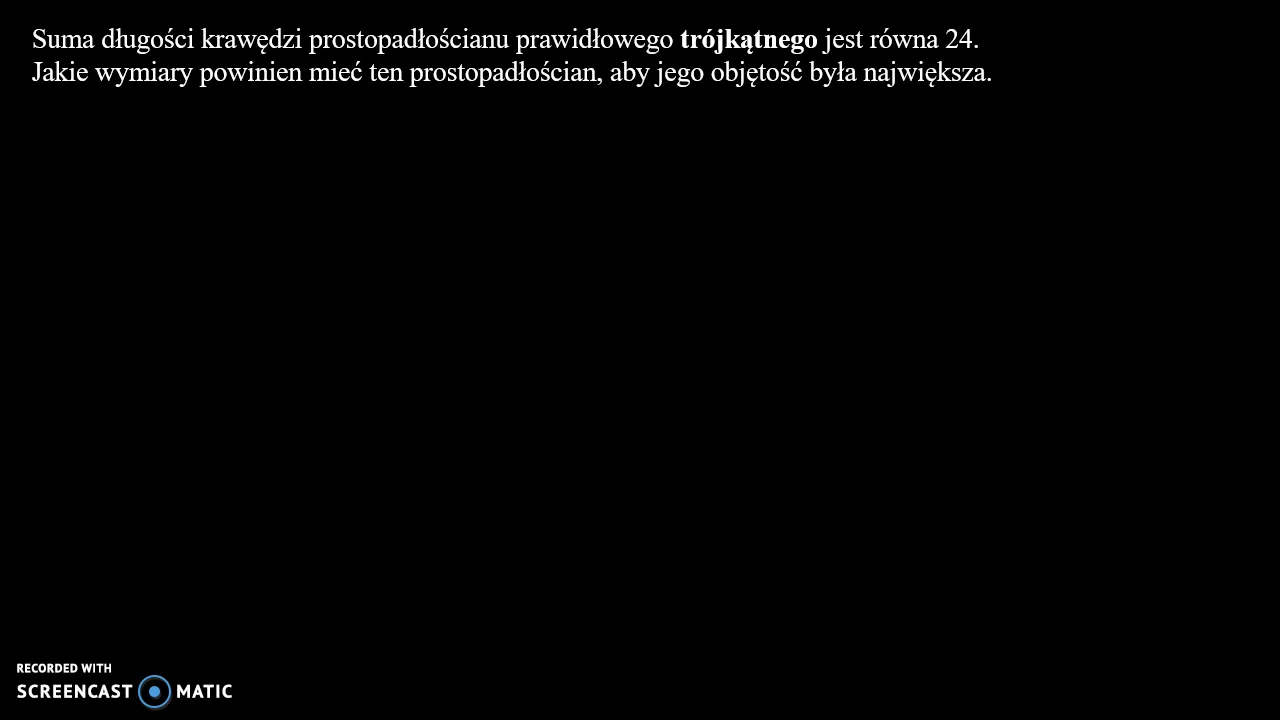 Suma długości krawędzi prostopadłościanu prawidłowego trójkątnego jest równa 24.
Jakie wymiary powinien mieć ten prostopadłościan, aby jego objętość była największa.
RECORDED WITH
SCREENCAST MATIC